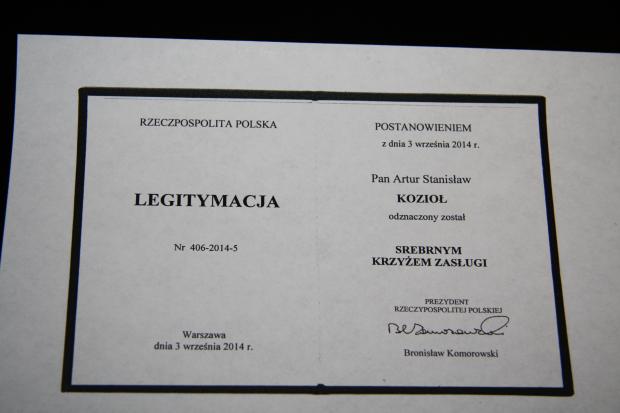 RZECZPOSPOLITA POLSKA
LEGITYMACJA
Nr 406-2014-5
Warszawa
dnia 3 września 2014 r.
POSTANOWIENIEM
z dnia 3 września 2014 r.
Pan Artur Stanisław
KOZIOŁ
odznaczony został
SREBRNYM
KRZYŻEM ZASŁUGI
PREZYDENT
RZECZYPOSPOLITEJ POLSKIEJ
Bronisław Komorowski